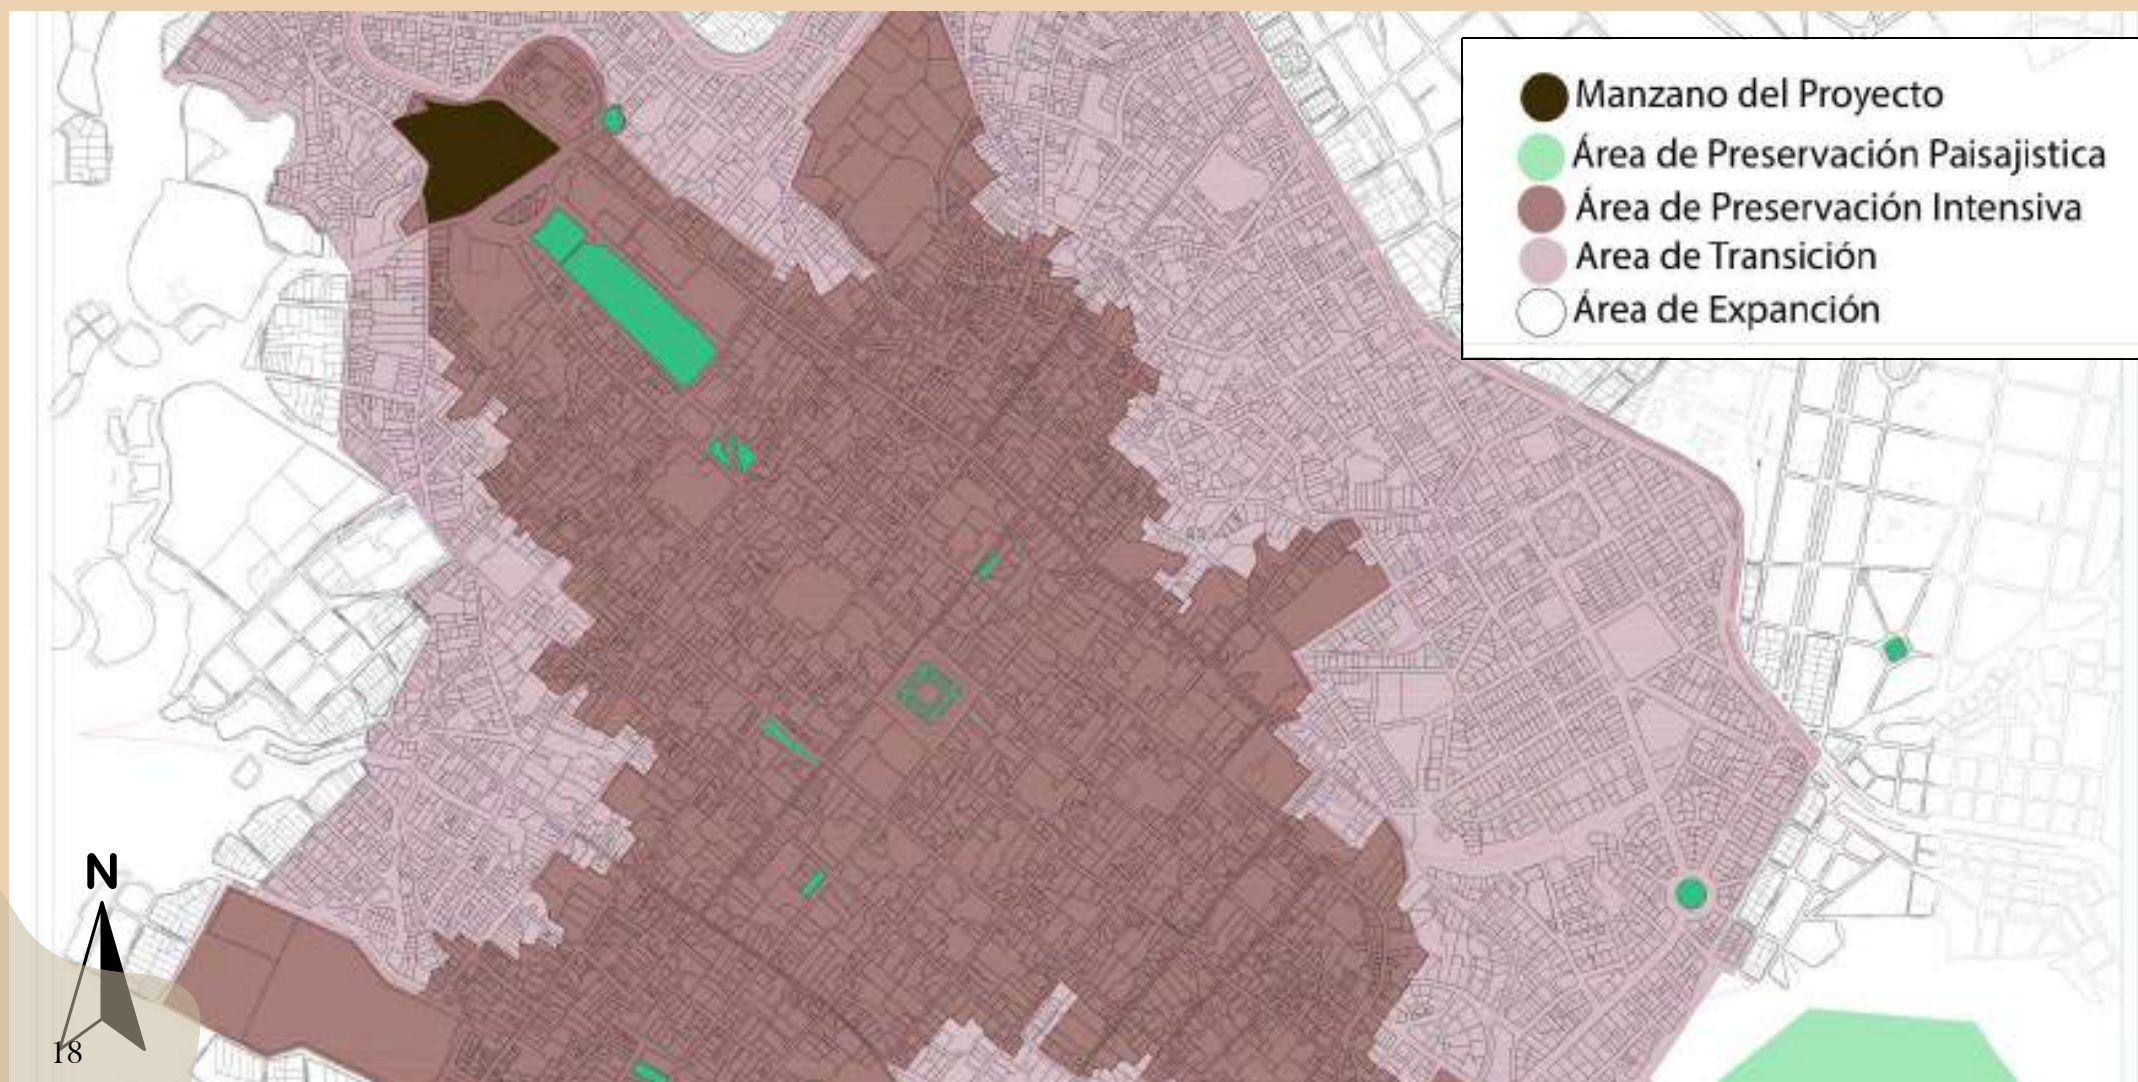 Manzano del Proyecto
Área de Preservación Paisajistica
Área de Preservación Intensiva
Area de Transición
Área de Expanción
N
18